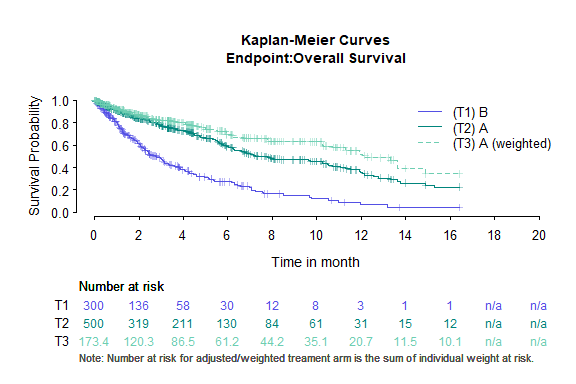 Kaplan-Meier Curves
Endpoint:Overall Survival
Survival Probability
1.0
0.8
0.6
0.4
0.2
0.0
(T1) B
(T2) A
(T3) A (weighted)
0 2 4 6 8 10 12 14 16 18 20
Time in month
Number at risk
T1 300 136 58 30 12 8 3 1 1 n/a n/a
T2 500 319 211 130 84 61 31 15 12 n/a n/a
T3 173.4 120.3 86.5 61.2 44.2 35.1 20.7 11.5 10.1 n/a n/a
Note: Number at risk for adjusted/weighted treament arm is the sum of individual weight at risk.